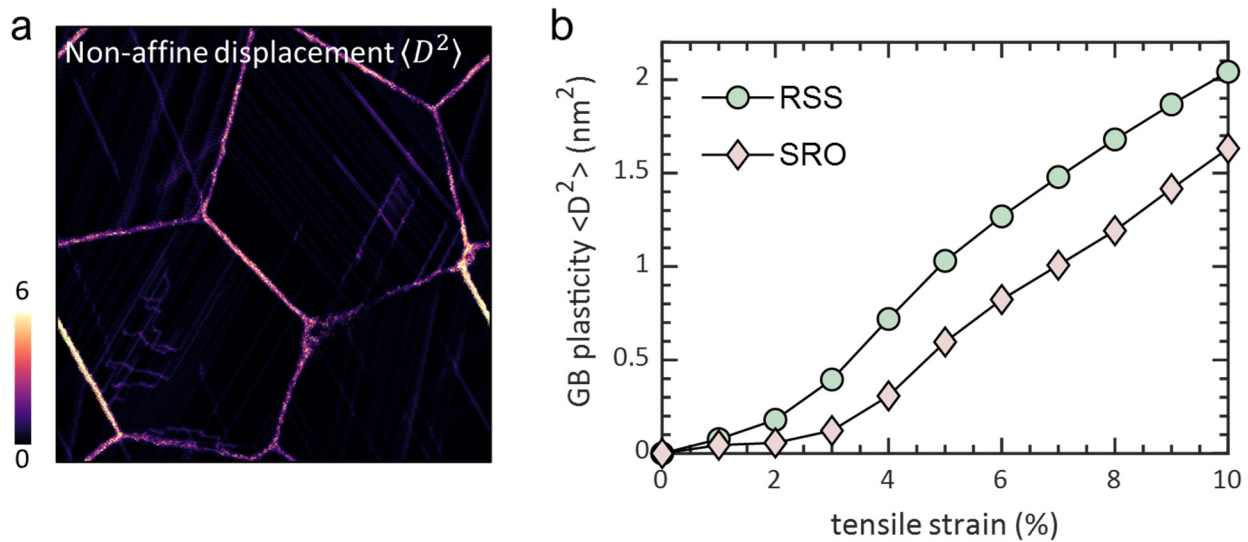 a
Non-affine displacement ⟨D²⟩
6
0
b
GB plasticity <D²> (nm²)
2
1.5
1
0.5
0
RSS
SRO
0 2 4 6 8 10
tensile strain (%)